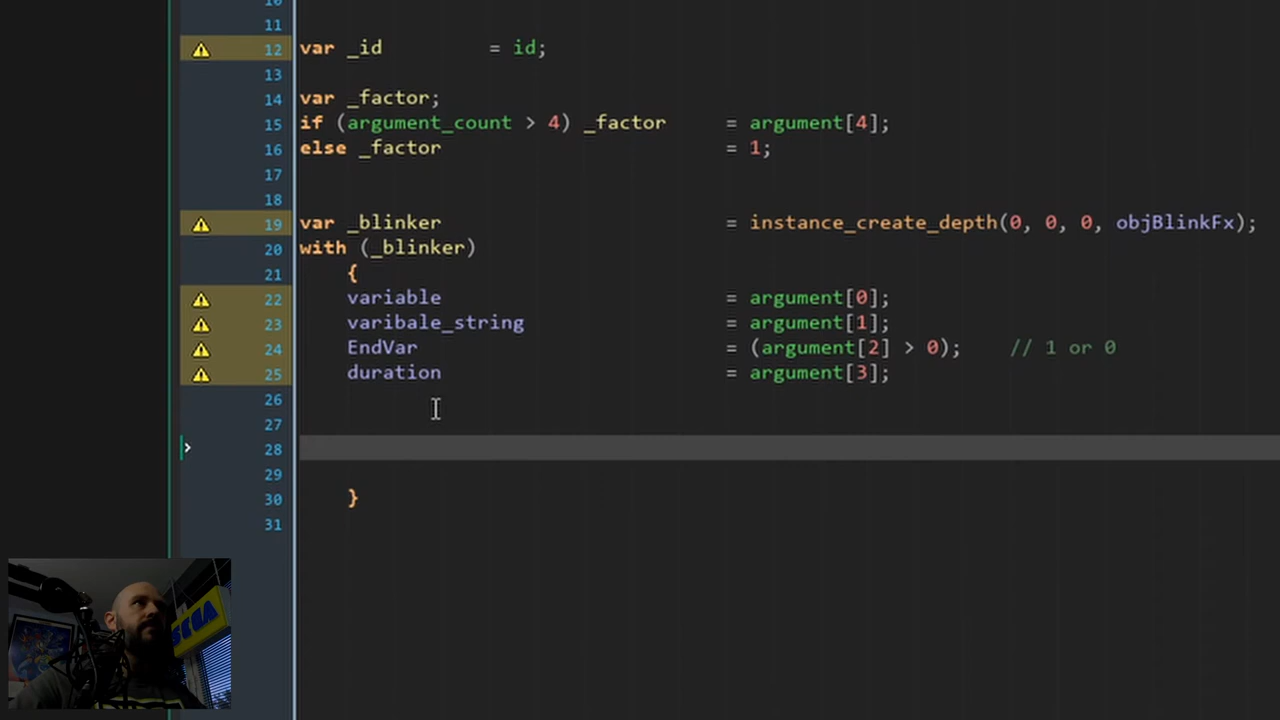 10
11
12 var _id = id;
13
14 var _factor;
15 if (argument_count > 4) _factor = argument[4];
16 else _factor = 1;
17
18
19 var _blinker = instance_create_depth(0, 0, 0, objBlinkFx);
20 with (_blinker)
21 {
22 variable = argument[0];
23 varibale_string = argument[1];
24 EndVar = (argument[2] > 0); // 1 or 0
25 duration = argument[3];
26
27
28
29
30 }
31
SEGA